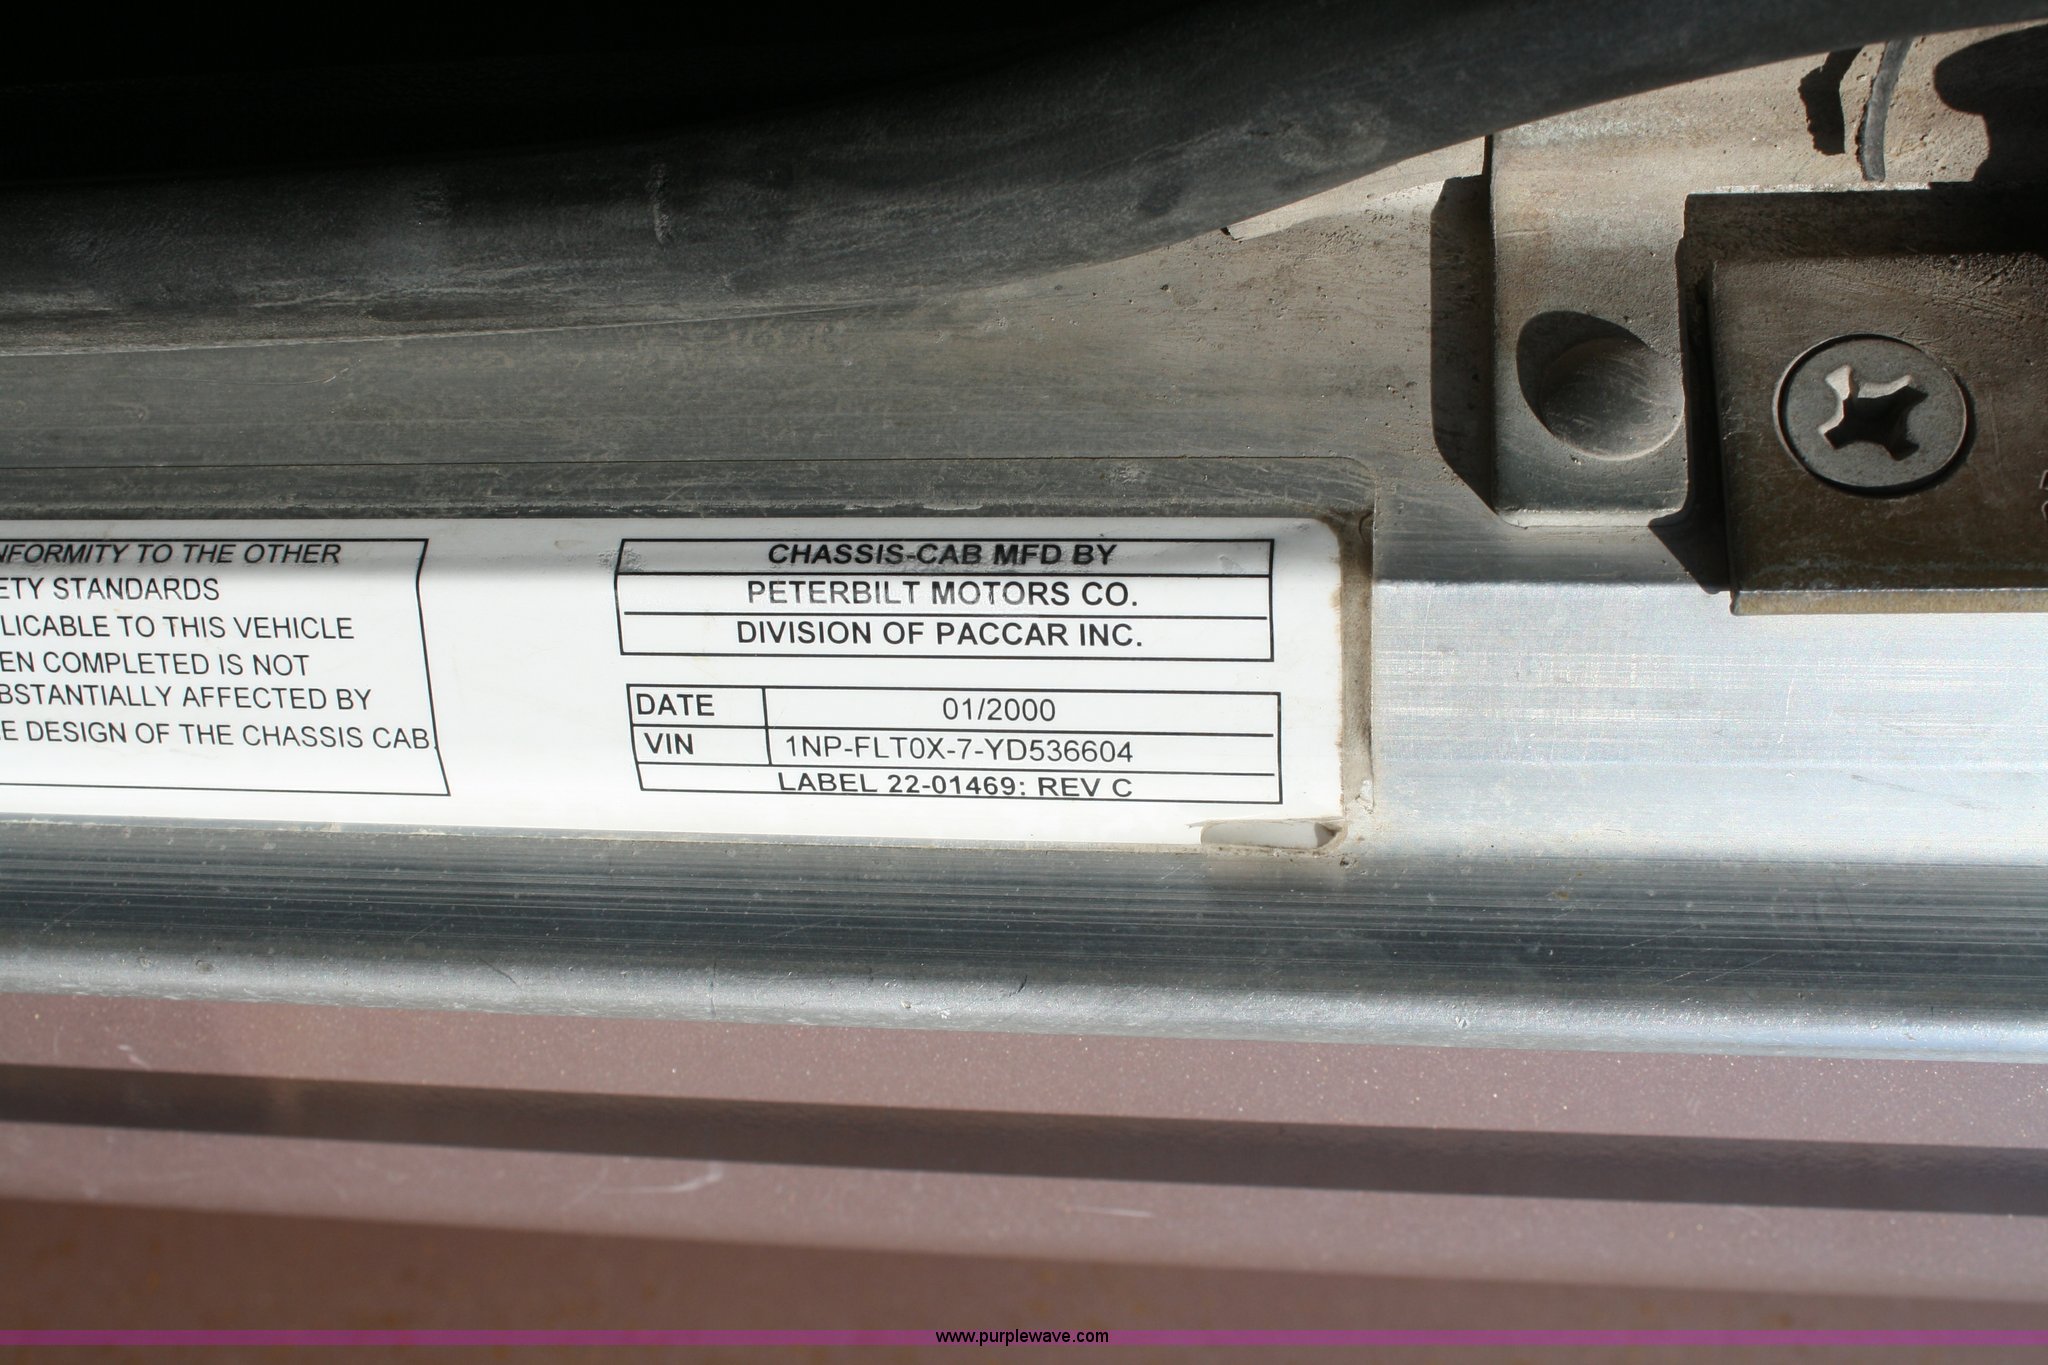 NFORMITY TO THE OTHER
ETY STANDARDS
LICABLE TO THIS VEHICLE
EN COMPLETED IS NOT
BSTANTIALLY AFFECTED BY
E DESIGN OF THE CHASSIS CAB.
CHASSIS-CAB MFD BY
PETERBILT MOTORS CO.
DIVISION OF PACCAR INC.
DATE 01/2000
VIN 1NP-FLT0X-7-YD536604
LABEL 22-01469: REV C
www.purplewave.com